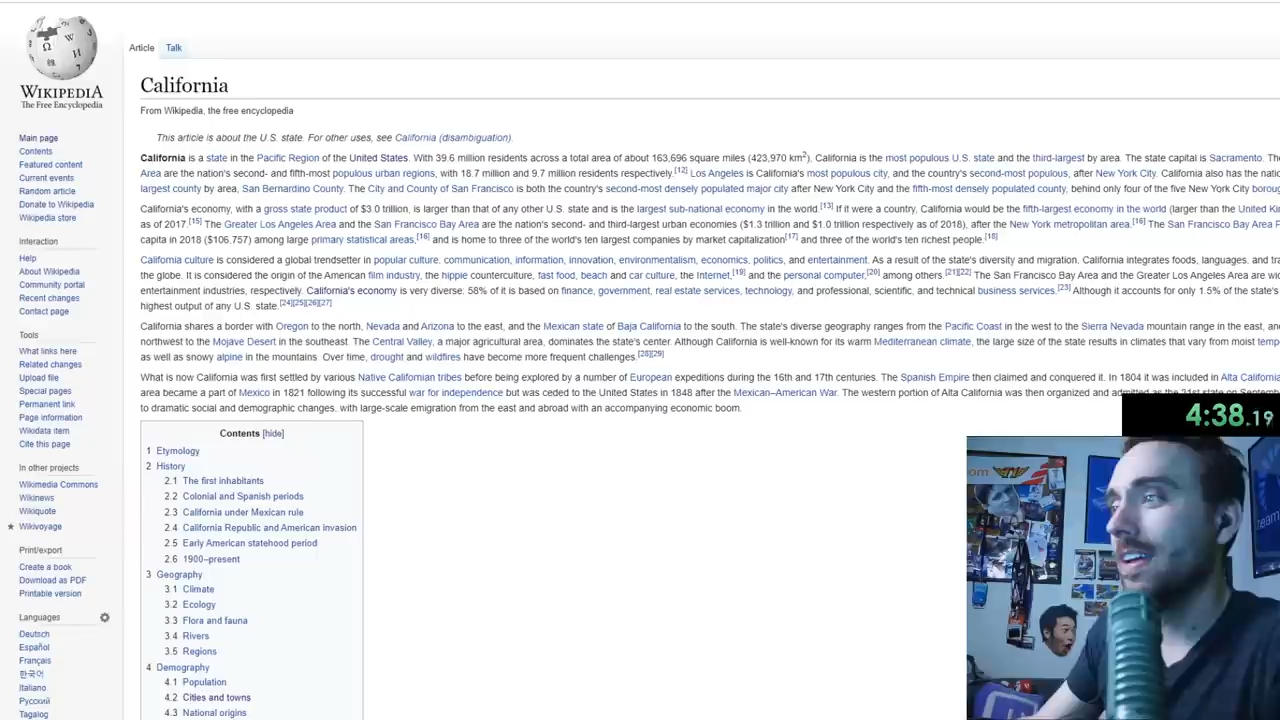 WIKIPEDIA
The Free Encyclopedia
Main page
Contents
Featured content
Current events
Random article
Donate to Wikipedia
Wikipedia store
Interaction
Help
About Wikipedia
Community portal
Recent changes
Contact page
Tools
What links here
Related changes
Upload file
Special pages
Permanent link
Page information
Wikidata item
Cite this page
In other projects
Wikimedia Commons
Wikinews
Wikiquote
Wikivoyage
Print/export
Create a book
Download as PDF
Printable version
Languages
Deutsch
Español
Français
한국어
Italiano
Русский
Tagalog
Article Talk
California
From Wikipedia, the free encyclopedia
This article is about the U.S. state. For other uses, see California (disambiguation).
California is a state in the Pacific Region of the United States. With 39.6 million residents across a total area of about 163,696 square miles (423,970 km2), California is the most populous U.S. state and the third-largest by area. The state capital is Sacramento. The
Area are the nation's second- and fifth-most populous urban regions, with 18.7 million and 9.7 million residents respectively.[12] Los Angeles is California's most populous city, and the country's second-most populous, after New York City. California also has the nati
largest county by area, San Bernardino County. The City and County of San Francisco is both the country's second-most densely populated major city after New York City and the fifth-most densely populated county, behind only four of the five New York City boroug
California's economy, with a gross state product of $3.0 trillion, is larger than that of any other U.S. state and is the largest sub-national economy in the world.[13] If it were a country, California would be the fifth-largest economy in the world (larger than the United Kin
as of 2017.[15] The Greater Los Angeles Area and the San Francisco Bay Area are the nation's second- and third-largest urban economies ($1.3 trillion and $1.0 trillion respectively as of 2018), after the New York metropolitan area.[16] The San Francisco Bay Area P
capita in 2018 ($106,757) among large primary statistical areas,[16] and is home to three of the world's ten largest companies by market capitalization[17] and three of the world's ten richest people.[18]
California culture is considered a global trendsetter in popular culture, communication, information, innovation, environmentalism, economics, politics, and entertainment. As a result of the state's diversity and migration, California integrates foods, languages, and tra
the globe. It is considered the origin of the American film industry, the hippie counterculture, fast food, beach and car culture, the Internet,[19] and the personal computer,[20] among others.[21][22] The San Francisco Bay Area and the Greater Los Angeles Area are wid
entertainment industries, respectively. California's economy is very diverse: 58% of it is based on finance, government, real estate services, technology, and professional, scientific, and technical business services.[23] Although it accounts for only 1.5% of the state's
highest output of any U.S. state.[24][25][26][27]
California shares a border with Oregon to the north, Nevada and Arizona to the east, and the Mexican state of Baja California to the south. The state's diverse geography ranges from the Pacific Coast in the west to the Sierra Nevada mountain range in the east, and
northwest to the Mojave Desert in the southeast. The Central Valley, a major agricultural area, dominates the state's center. Although California is well-known for its warm Mediterranean climate, the large size of the state results in climates that vary from moist temp
as well as snowy alpine in the mountains. Over time, drought and wildfires have become more frequent challenges.[28][29]
What is now California was first settled by various Native Californian tribes before being explored by a number of European expeditions during the 16th and 17th centuries. The Spanish Empire then claimed and conquered it. In 1804 it was included in Alta California
area became a part of Mexico in 1821 following its successful war for independence but was ceded to the United States in 1848 after the Mexican–American War. The western portion of Alta California was then organized and admitted as the 31st state on Septemb
to dramatic social and demographic changes, with large-scale emigration from the east and abroad with an accompanying economic boom.
Contents [hide]
1 Etymology
2 History
2.1 The first inhabitants
2.2 Colonial and Spanish periods
2.3 California under Mexican rule
2.4 California Republic and American invasion
2.5 Early American statehood period
2.6 1900–present
3 Geography
3.1 Climate
3.2 Ecology
3.3 Flora and fauna
3.4 Rivers
3.5 Regions
4 Demography
4.1 Population
4.2 Cities and towns
4.3 National origins
4:38.19
team